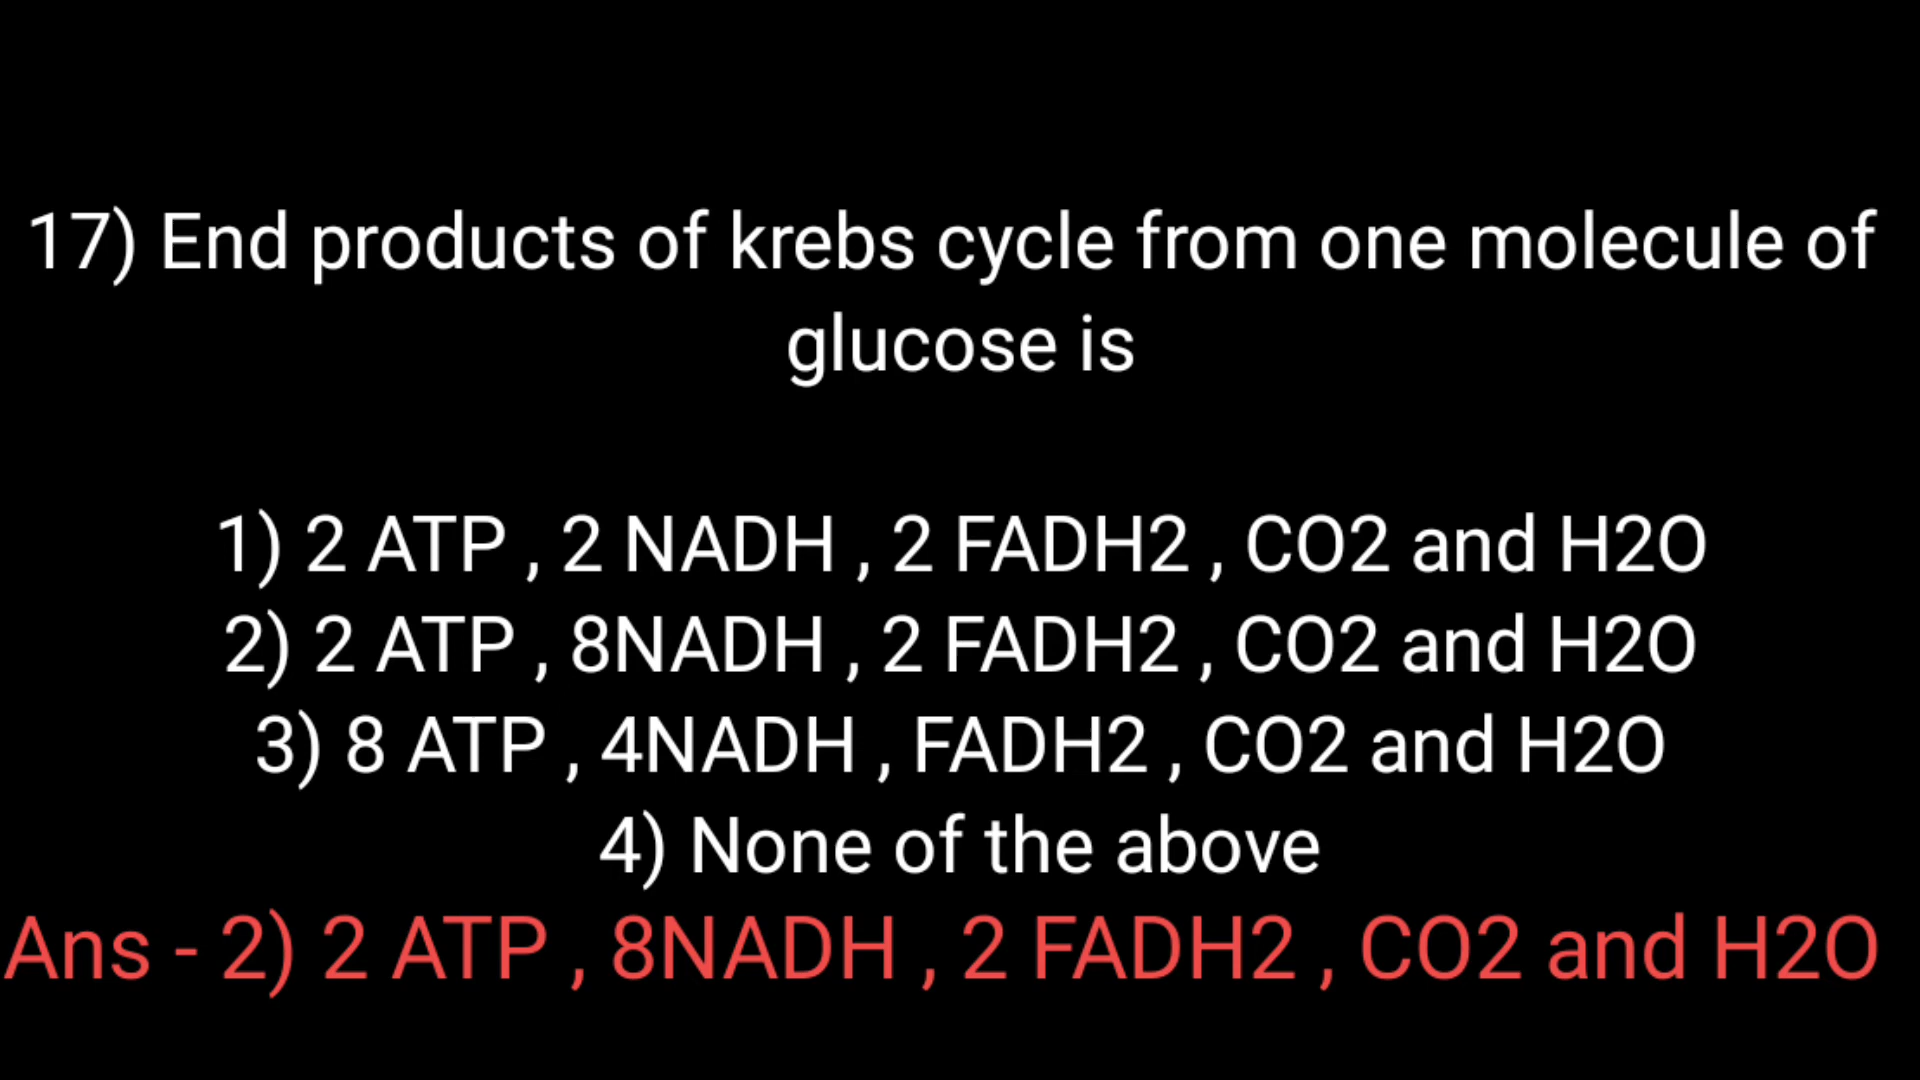 17) End products of krebs cycle from one molecule of
glucose is
1) 2 ATP , 2 NADH , 2 FADH2 , CO2 and H2O
2) 2 ATP , 8NADH , 2 FADH2 , CO2 and H2O
3) 8 ATP , 4NADH , FADH2 , CO2 and H2O
4) None of the above
Ans - 2) 2 ATP , 8NADH , 2 FADH2 , CO2 and H2O